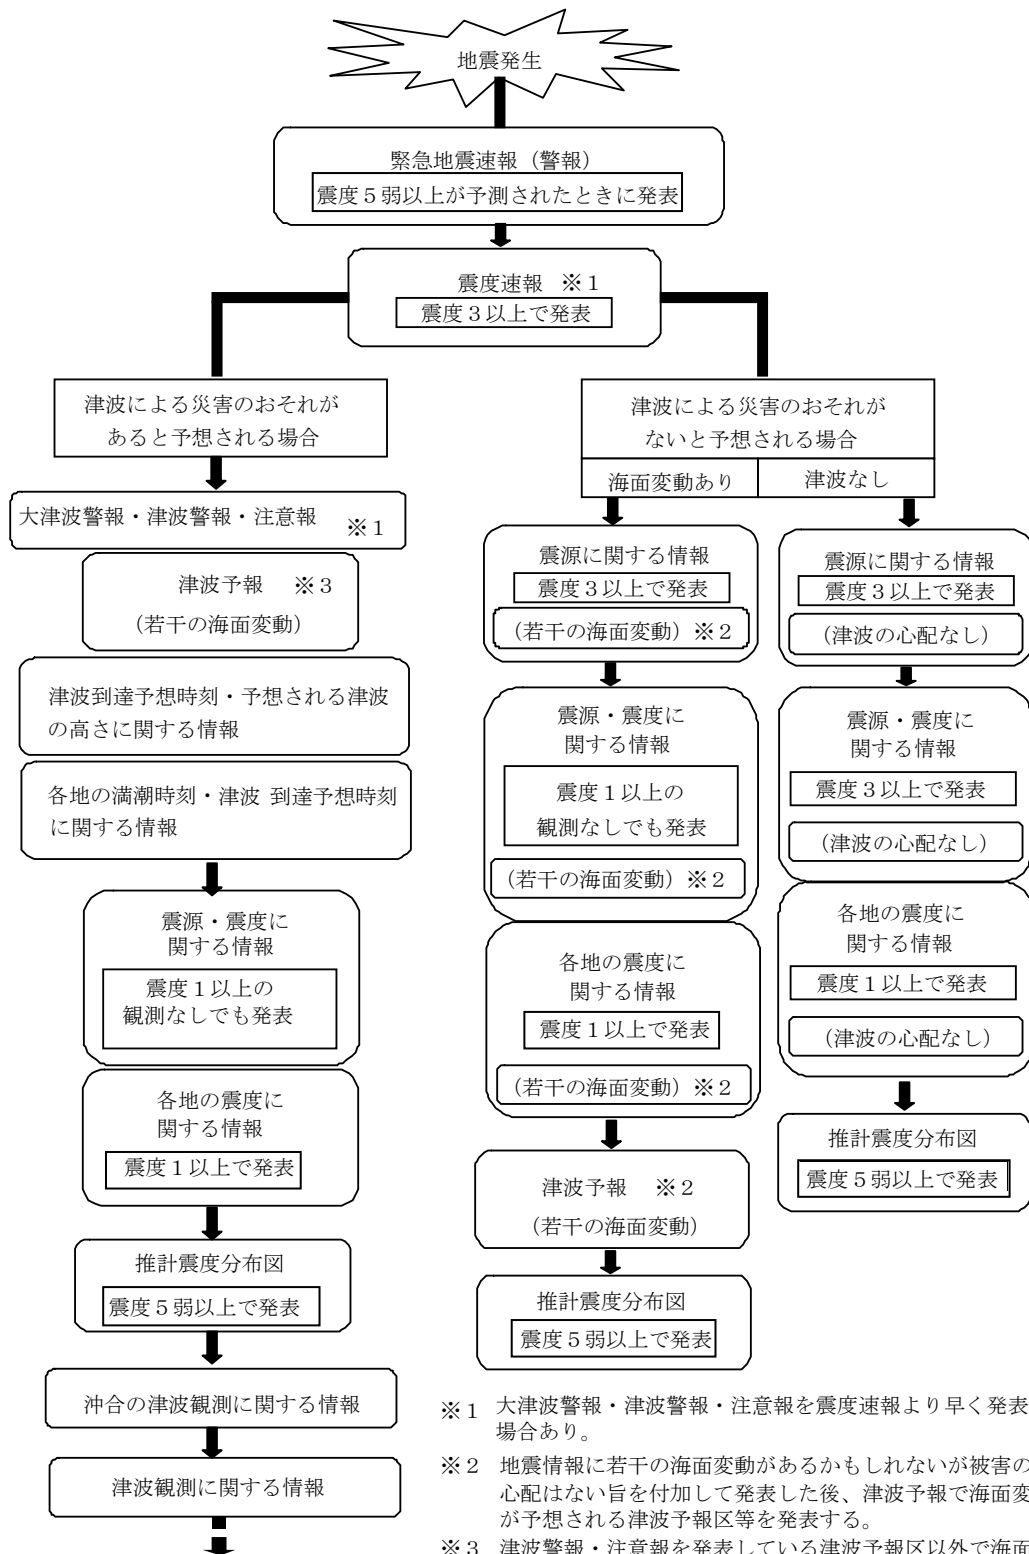 地震発生
緊急地震速報（警報）
震度５弱以上が予測されたときに発表
震度速報　※１
震度３以上で発表
津波による災害のおそれが
あると予想される場合
大津波警報・津波警報・注意報　※１
津波予報　※３
（若干の海面変動）
津波到達予想時刻・予想される津波
の高さに関する情報
各地の満潮時刻・津波 到達予想時刻
に関する情報
震源・震度に
関する情報
震度１以上の
観測なしでも発表
各地の震度に
関する情報
震度１以上で発表
推計震度分布図
震度５弱以上で発表
沖合の津波観測に関する情報
津波観測に関する情報
津波による災害のおそれが
ないと予想される場合
海面変動あり
震源に関する情報
震度３以上で発表
（若干の海面変動）※２
震源・震度に
関する情報
震度１以上の
観測なしでも発表
（若干の海面変動）※２
各地の震度に
関する情報
震度１以上で発表
（若干の海面変動）※２
津波予報　※２
（若干の海面変動）
推計震度分布図
震度５弱以上で発表
津波なし
震源に関する情報
震度３以上で発表
（津波の心配なし）
震源・震度に
関する情報
震度３以上で発表
（津波の心配なし）
各地の震度に
関する情報
震度１以上で発表
（津波の心配なし）
推計震度分布図
震度５弱以上で発表
※１　大津波警報・津波警報・注意報を震度速報より早く発表
場合あり。
※２　地震情報に若干の海面変動があるかもしれないが被害の
心配はない旨を付加して発表した後、津波予報で海面変
が予想される津波予報区等を発表する。
※３　津波警報・注意報を発表している津波予報区以外で海面